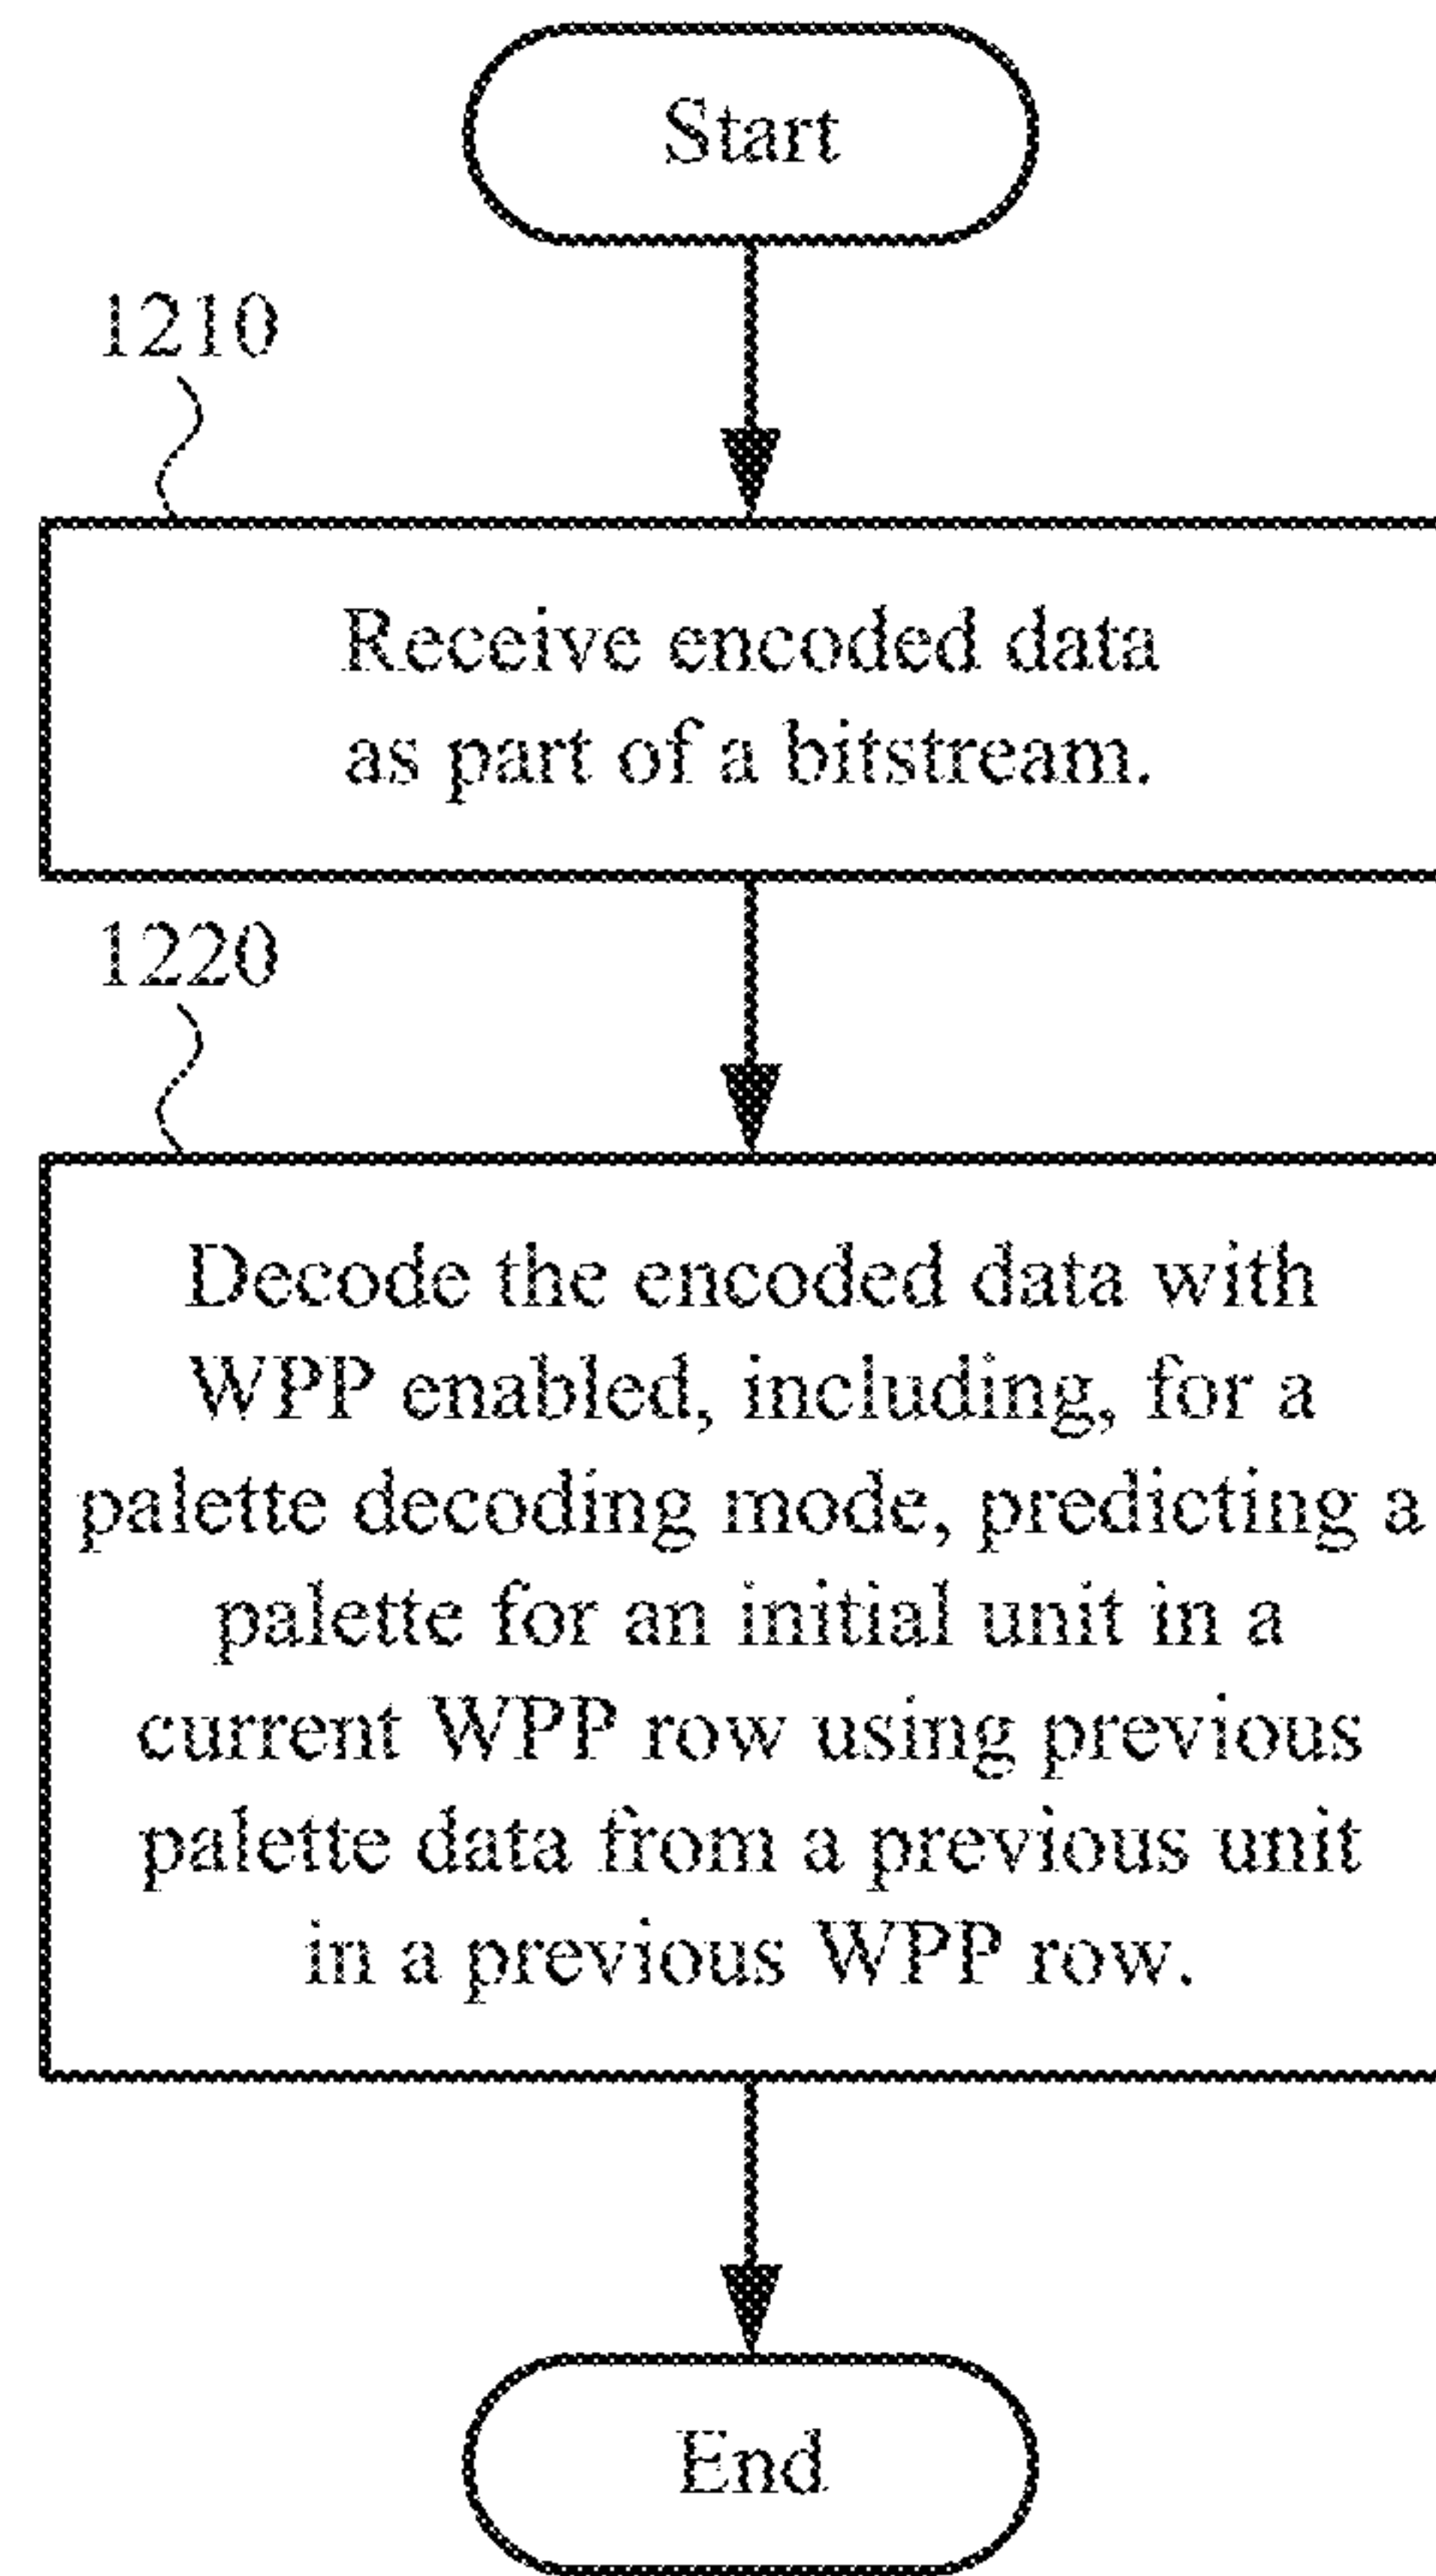 Start
1210
Receive encoded data
as part of a bitstream.
1220
Decode the encoded data with
WPP enabled, including, for a
palette decoding mode, predicting a
palette for an initial unit in a
current WPP row using previous
palette data from a previous unit
in a previous WPP row.
End